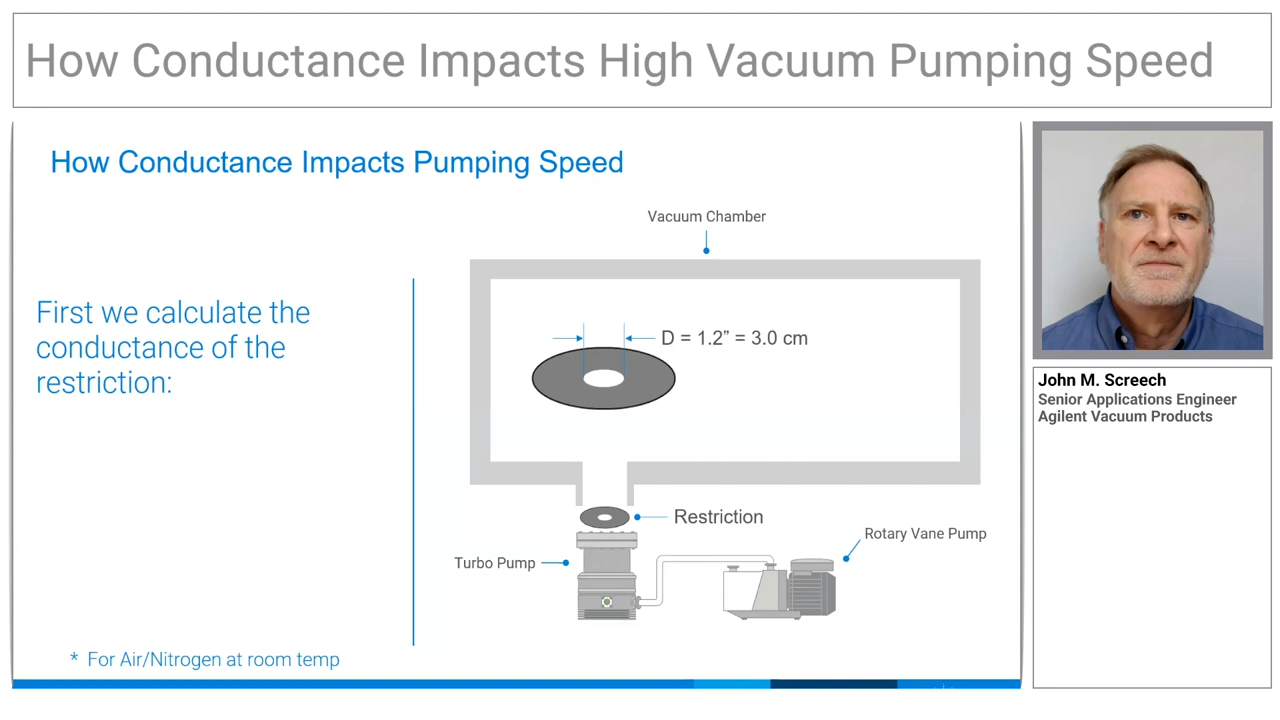 How Conductance Impacts High Vacuum Pumping Speed
How Conductance Impacts Pumping Speed
First we calculate the
conductance of the
restriction:
* For Air/Nitrogen at room temp
Vacuum Chamber
D = 1.2” = 3.0 cm
Restriction
Rotary Vane Pump
Turbo Pump
John M. Screech
Senior Applications Engineer
Agilent Vacuum Products